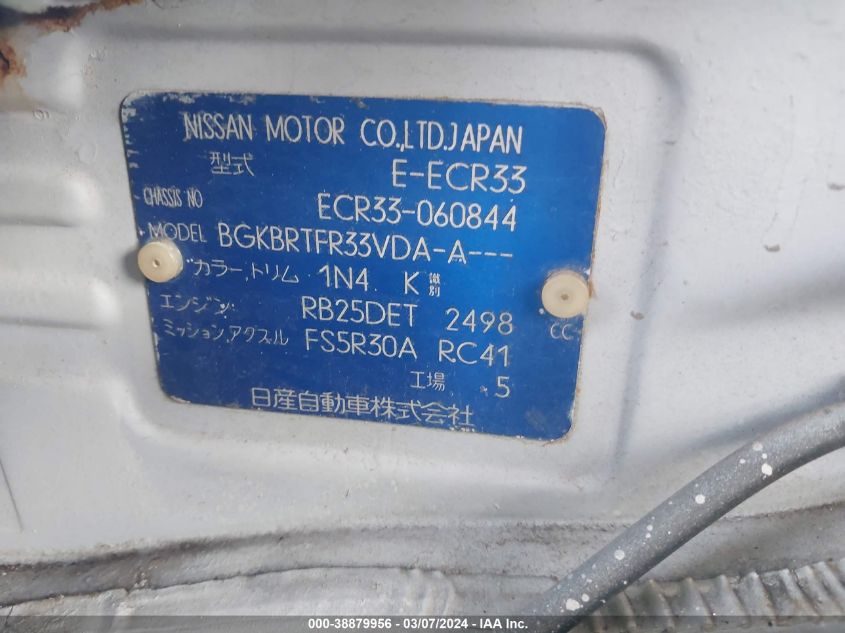 NISSAN MOTOR CO.,LTD.JAPAN
型式 E-ECR33
CHASSIS NO ECR33-060844
MODEL BGKBRTFR33VDA-A---
カラー,トリム 1N4 K 識別
エンジン RB25DET 2498 CC
ミッション,アクスル FS5R30A RC41
工場 5
日産自動車株式会社
000-38879956 - 03/07/2024 - IAA Inc.